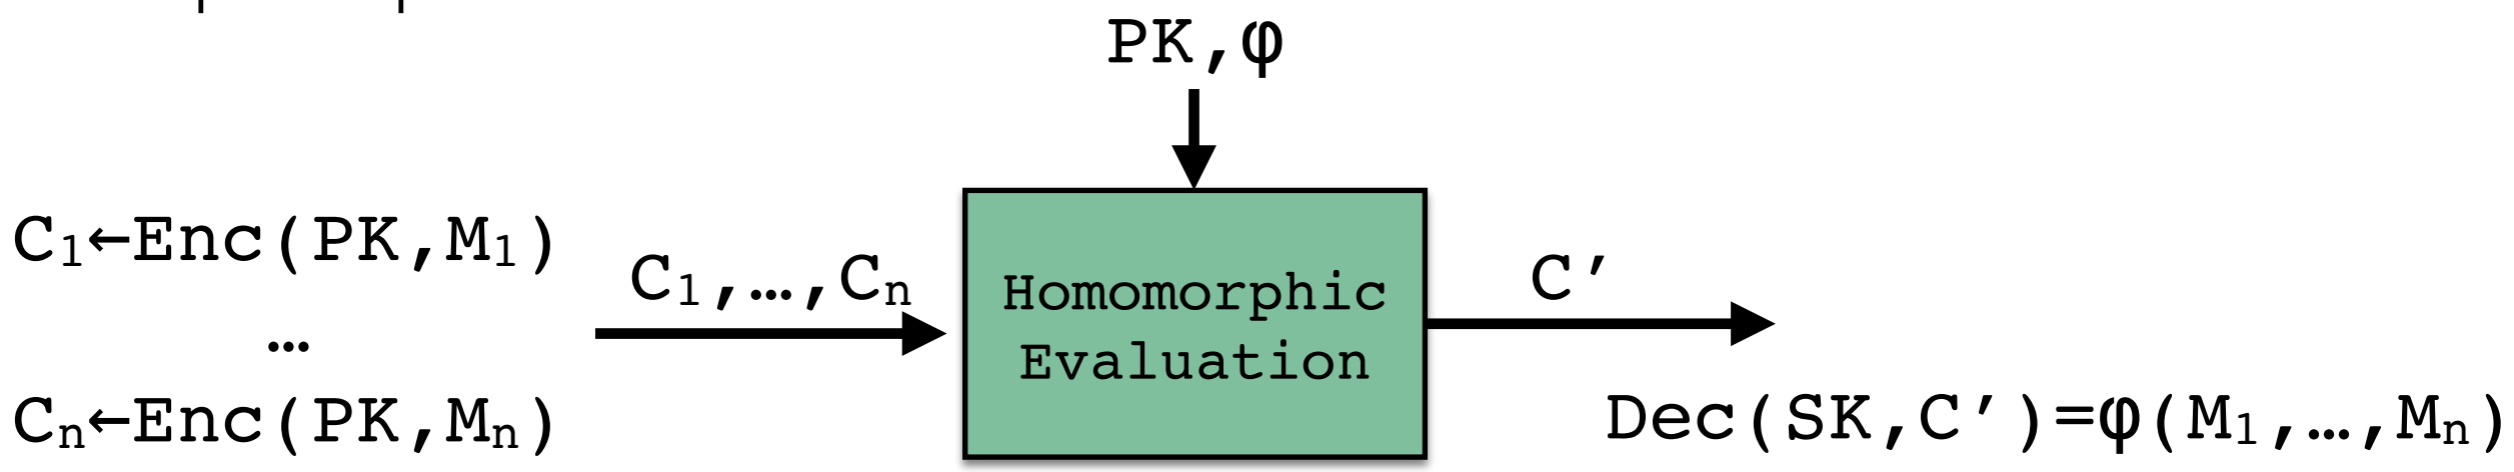 PK,φ
C₁←Enc(PK,M₁)
…
Cₙ←Enc(PK,Mₙ)
C₁,…,Cₙ
Homomorphic
Evaluation
C′
Dec(SK,C′)=φ(M₁,…,Mₙ)